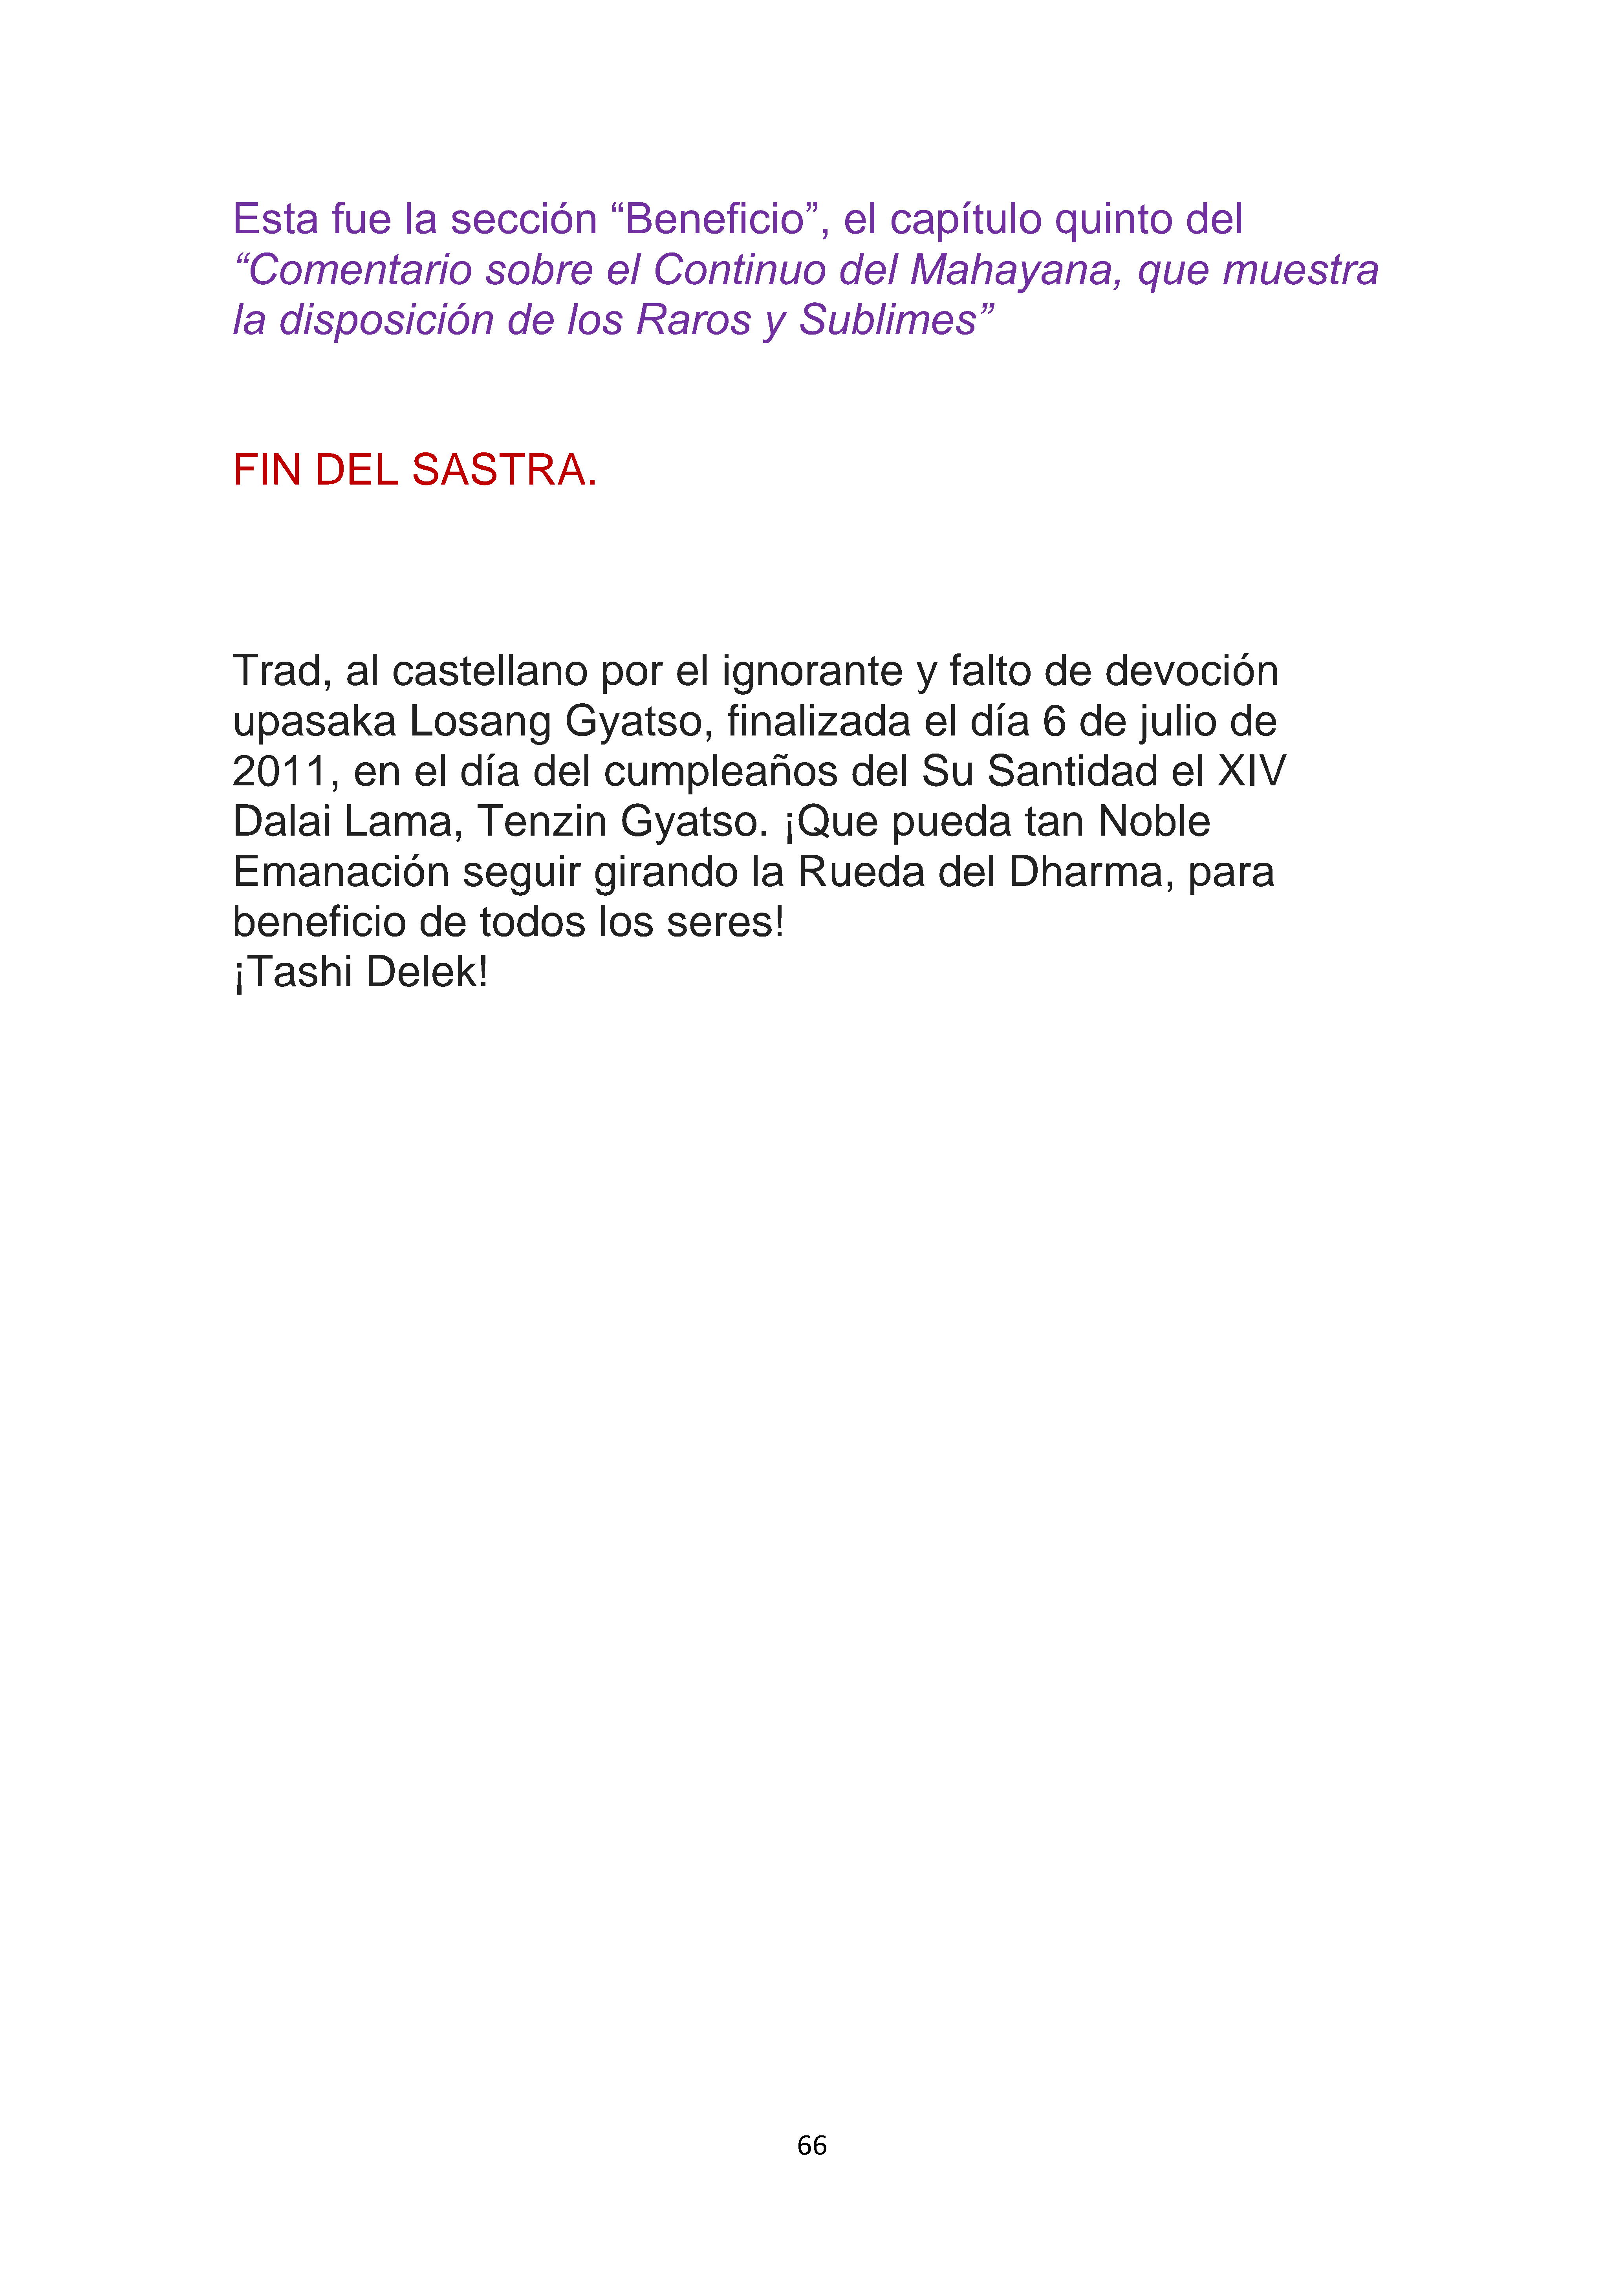 Esta fue la sección “Beneficio”, el capítulo quinto del
“Comentario sobre el Continuo del Mahayana, que muestra
la disposición de los Raros y Sublimes”
FIN DEL SASTRA.
Trad, al castellano por el ignorante y falto de devoción
upasaka Losang Gyatso, finalizada el día 6 de julio de
2011, en el día del cumpleaños del Su Santidad el XIV
Dalai Lama, Tenzin Gyatso. ¡Que pueda tan Noble
Emanación seguir girando la Rueda del Dharma, para
beneficio de todos los seres!
¡Tashi Delek!
66